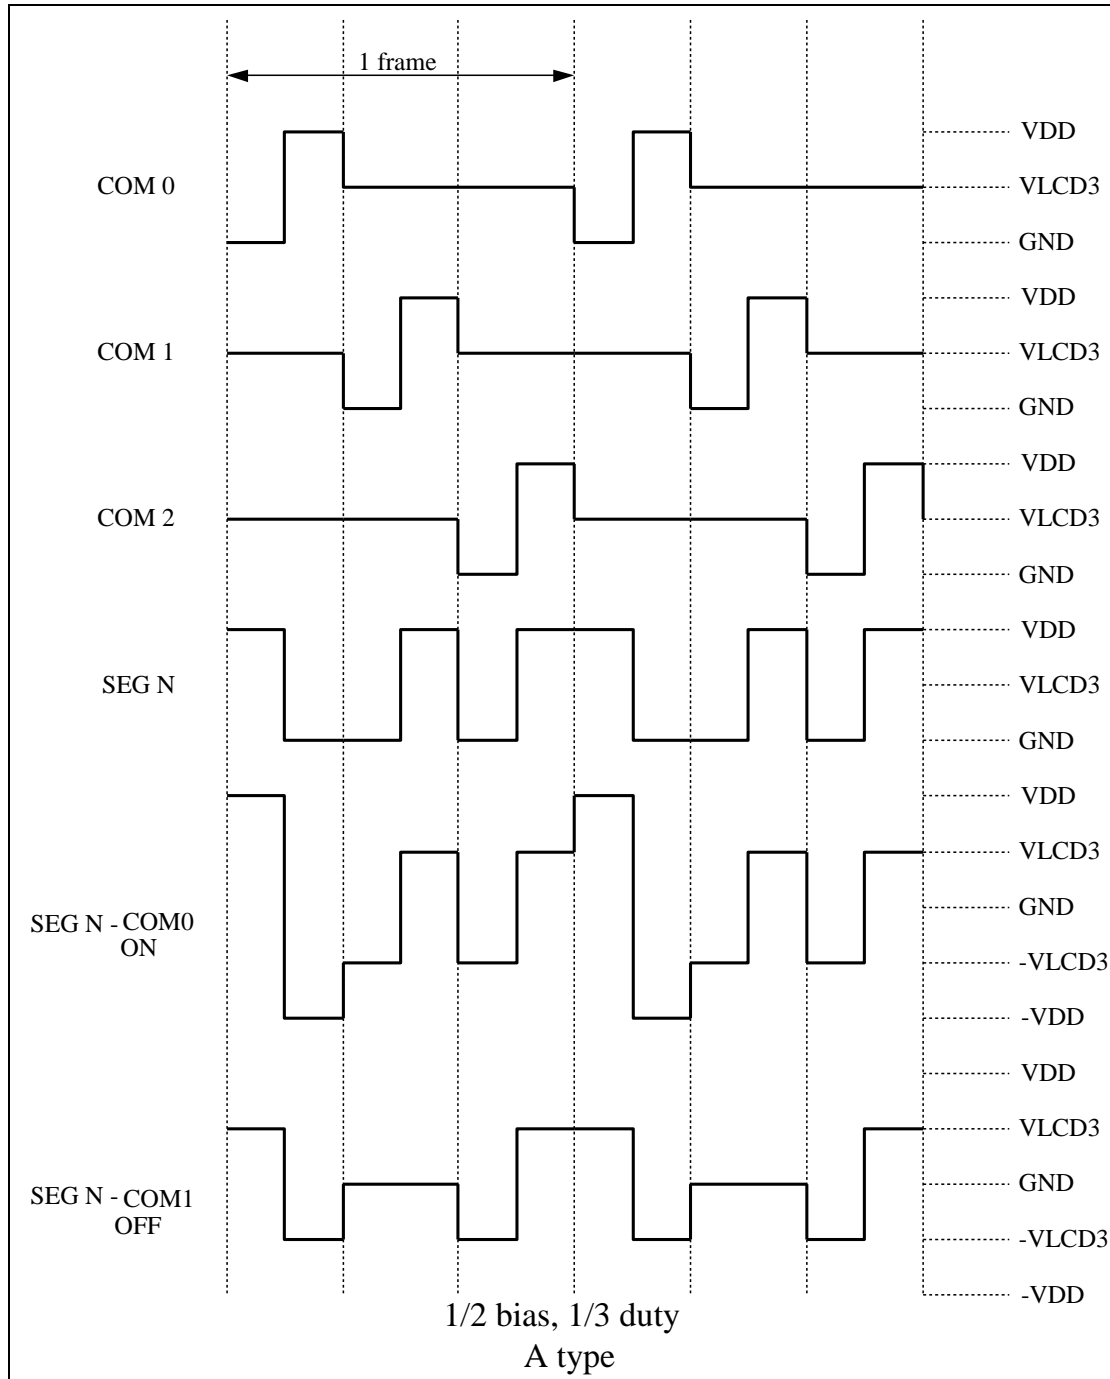 1 frame
VDD
COM 0
VLCD3
GND
VDD
COM 1
VLCD3
GND
VDD
COM 2
VLCD3
GND
VDD
SEG N
VLCD3
GND
VDD
VLCD3
GND
SEG N - COM0
ON
-VLCD3
-VDD
VDD
VLCD3
GND
SEG N - COM1
OFF
-VLCD3
-VDD
1/2 bias, 1/3 duty
A type